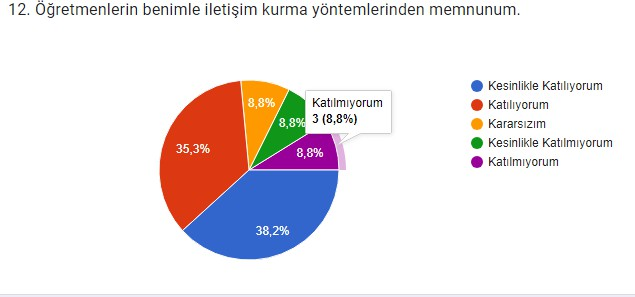 12. Öğretmenlerin benimle iletişim kurma yöntemlerinden memnunum.
8,8%
8,8%
Katılmıyorum
3 (8,8%)
35,3%
8,8%
38,2%
Kesinlikle Katılıyorum
Katılıyorum
Kararsızım
Kesinlikle Katılmıyorum
Katılmıyorum